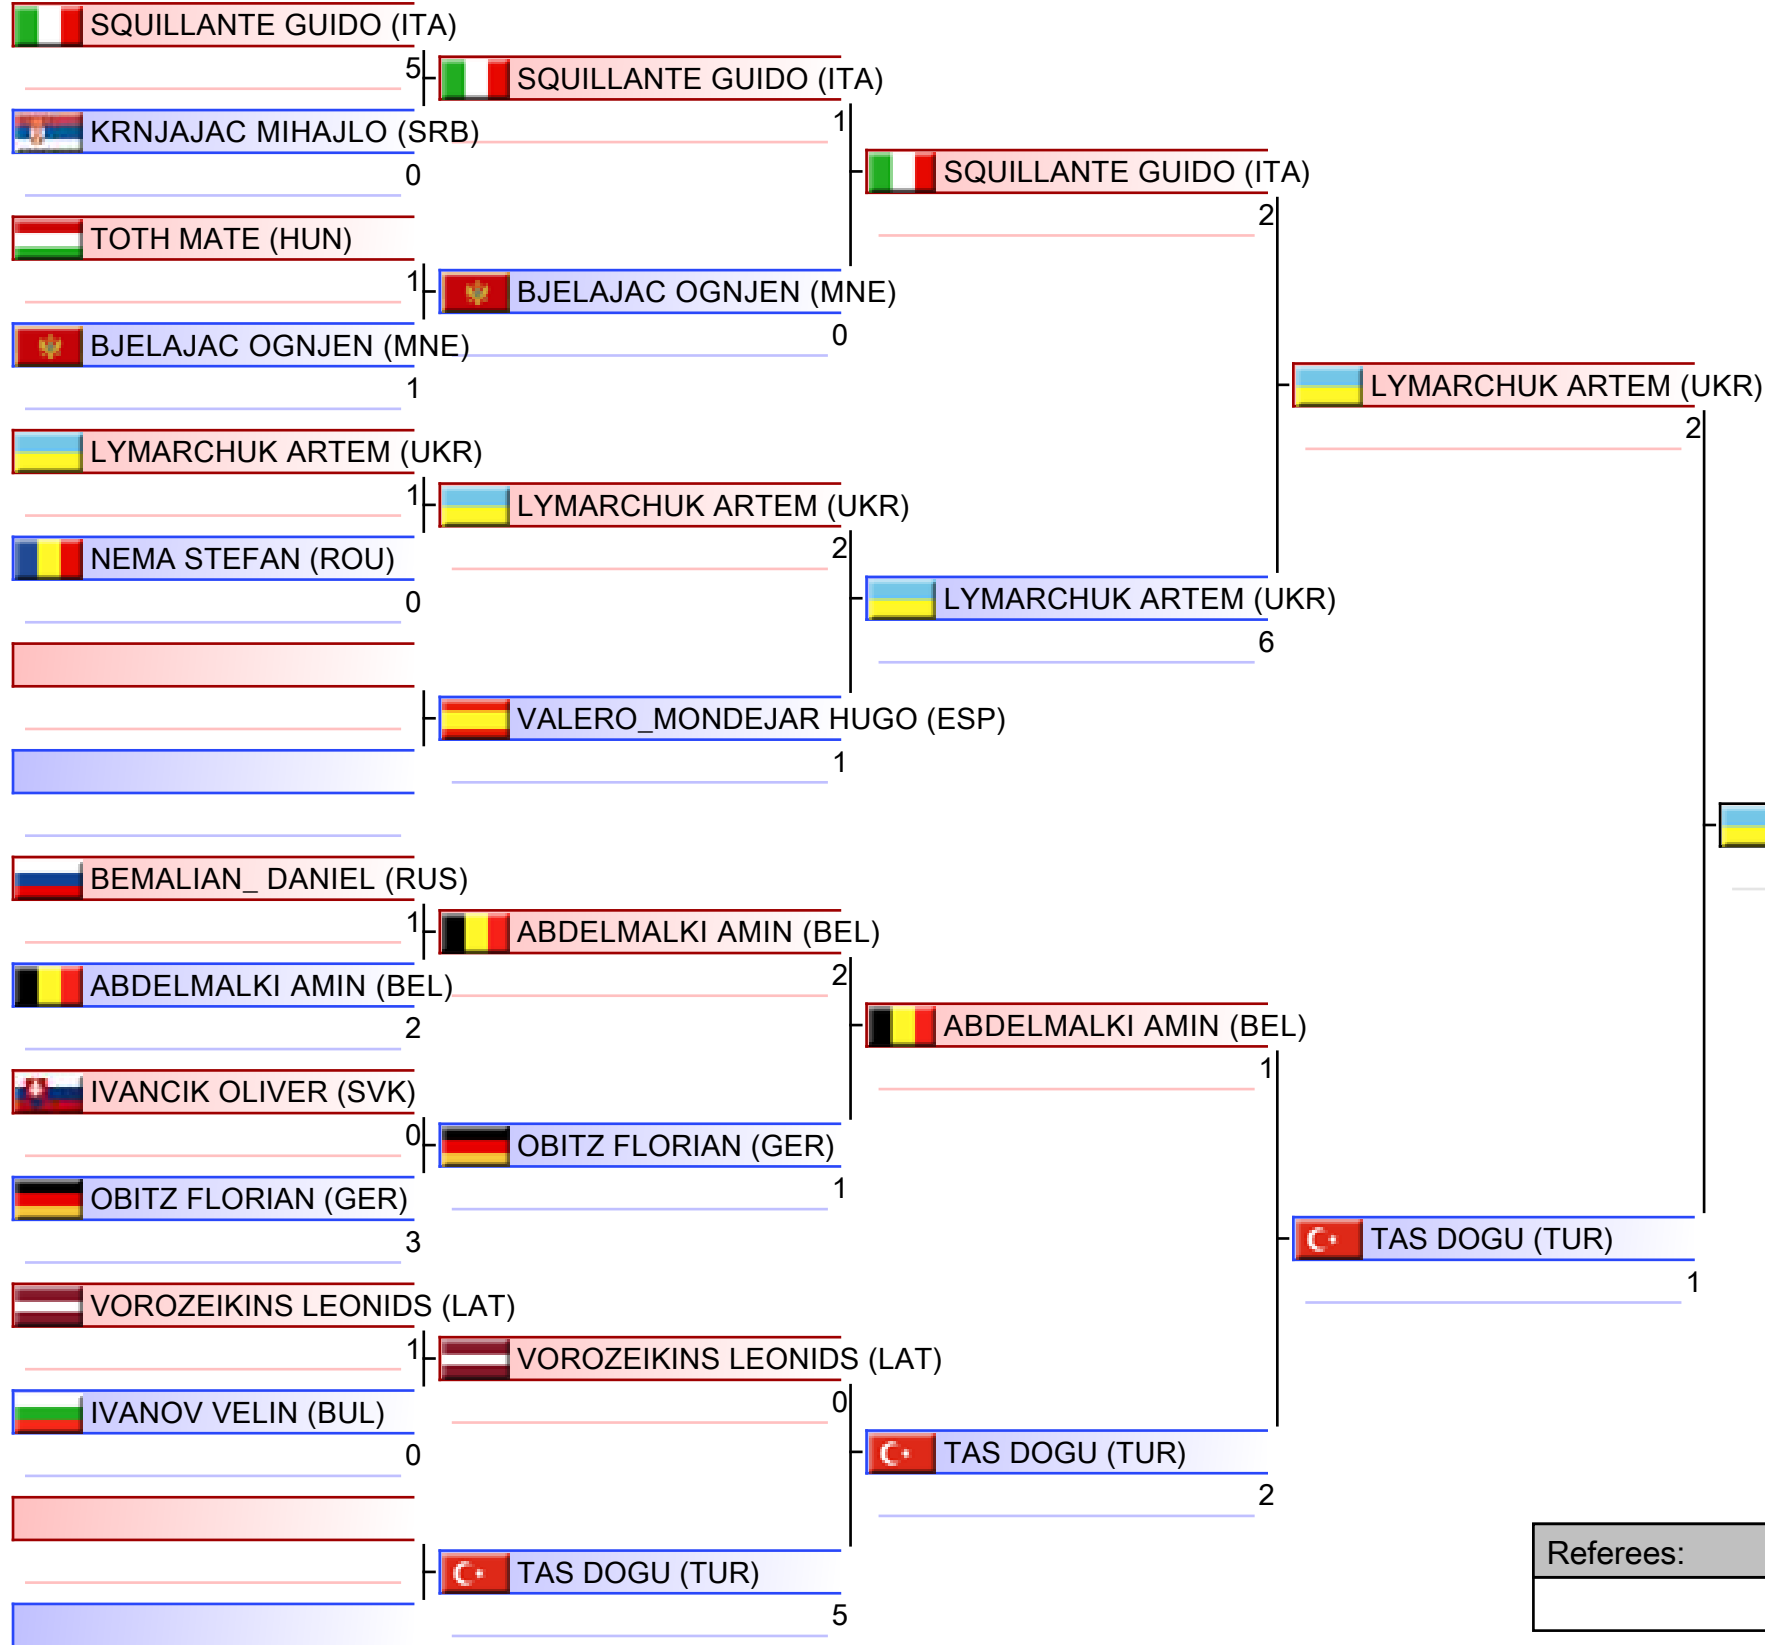 SQUILLANTE GUIDO (ITA)
5
KRNJAJAC MIHAJLO (SRB)
0
TOTH MATE (HUN)
1
BJELAJAC OGNJEN (MNE)
1
LYMARCHUK ARTEM (UKR)
1
NEMA STEFAN (ROU)
0
BEMALIAN_ DANIEL (RUS)
1
ABDELMALKI AMIN (BEL)
2
IVANCIK OLIVER (SVK)
0
OBITZ FLORIAN (GER)
3
VOROZEIKINS LEONIDS (LAT)
1
IVANOV VELIN (BUL)
0
SQUILLANTE GUIDO (ITA)
1
BJELAJAC OGNJEN (MNE)
0
LYMARCHUK ARTEM (UKR)
2
VALERO_MONDEJAR HUGO (ESP)
1
ABDELMALKI AMIN (BEL)
2
OBITZ FLORIAN (GER)
1
VOROZEIKINS LEONIDS (LAT)
0
TAS DOGU (TUR)
5
SQUILLANTE GUIDO (ITA)
2
LYMARCHUK ARTEM (UKR)
6
ABDELMALKI AMIN (BEL)
1
TAS DOGU (TUR)
2
LYMARCHUK ARTEM (UKR)
2
TAS DOGU (TUR)
1
Referees: